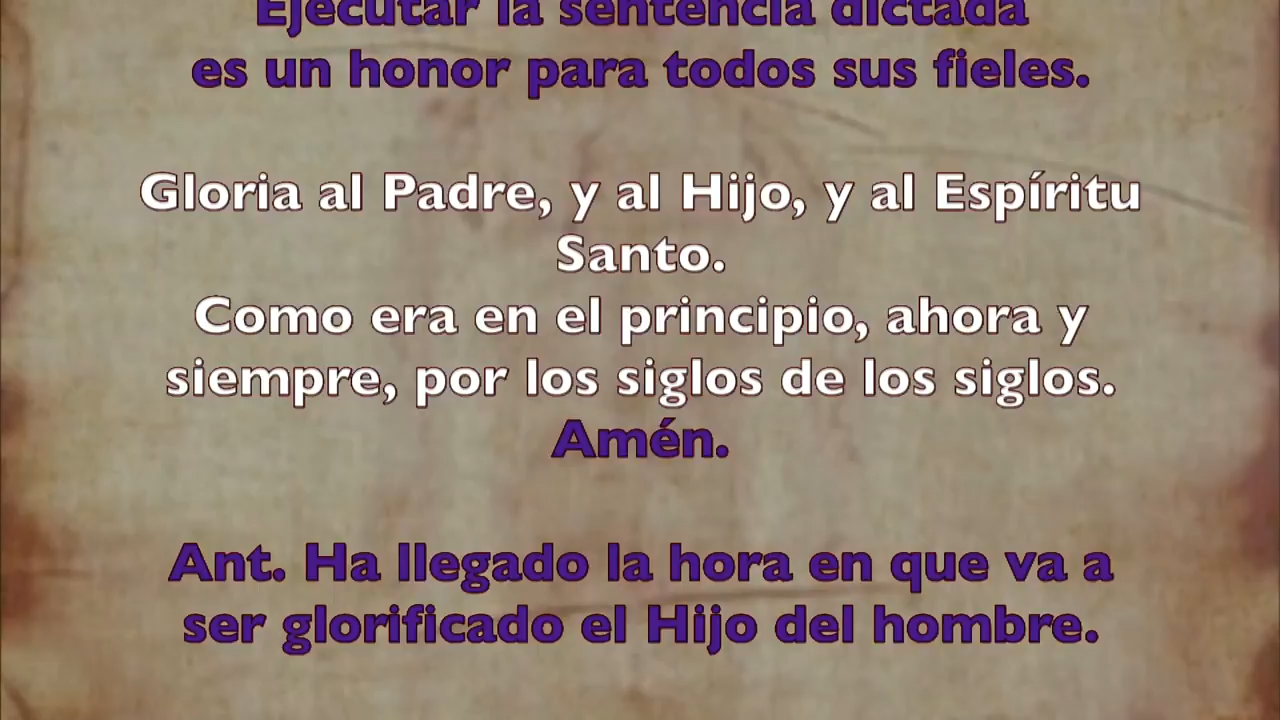 Ejecutar la sentencia dictada
es un honor para todos sus fieles.
Gloria al Padre, y al Hijo, y al Espíritu
Santo.
Como era en el principio, ahora y
siempre, por los siglos de los siglos.
Amén.
Ant. Ha llegado la hora en que va a
ser glorificado el Hijo del hombre.